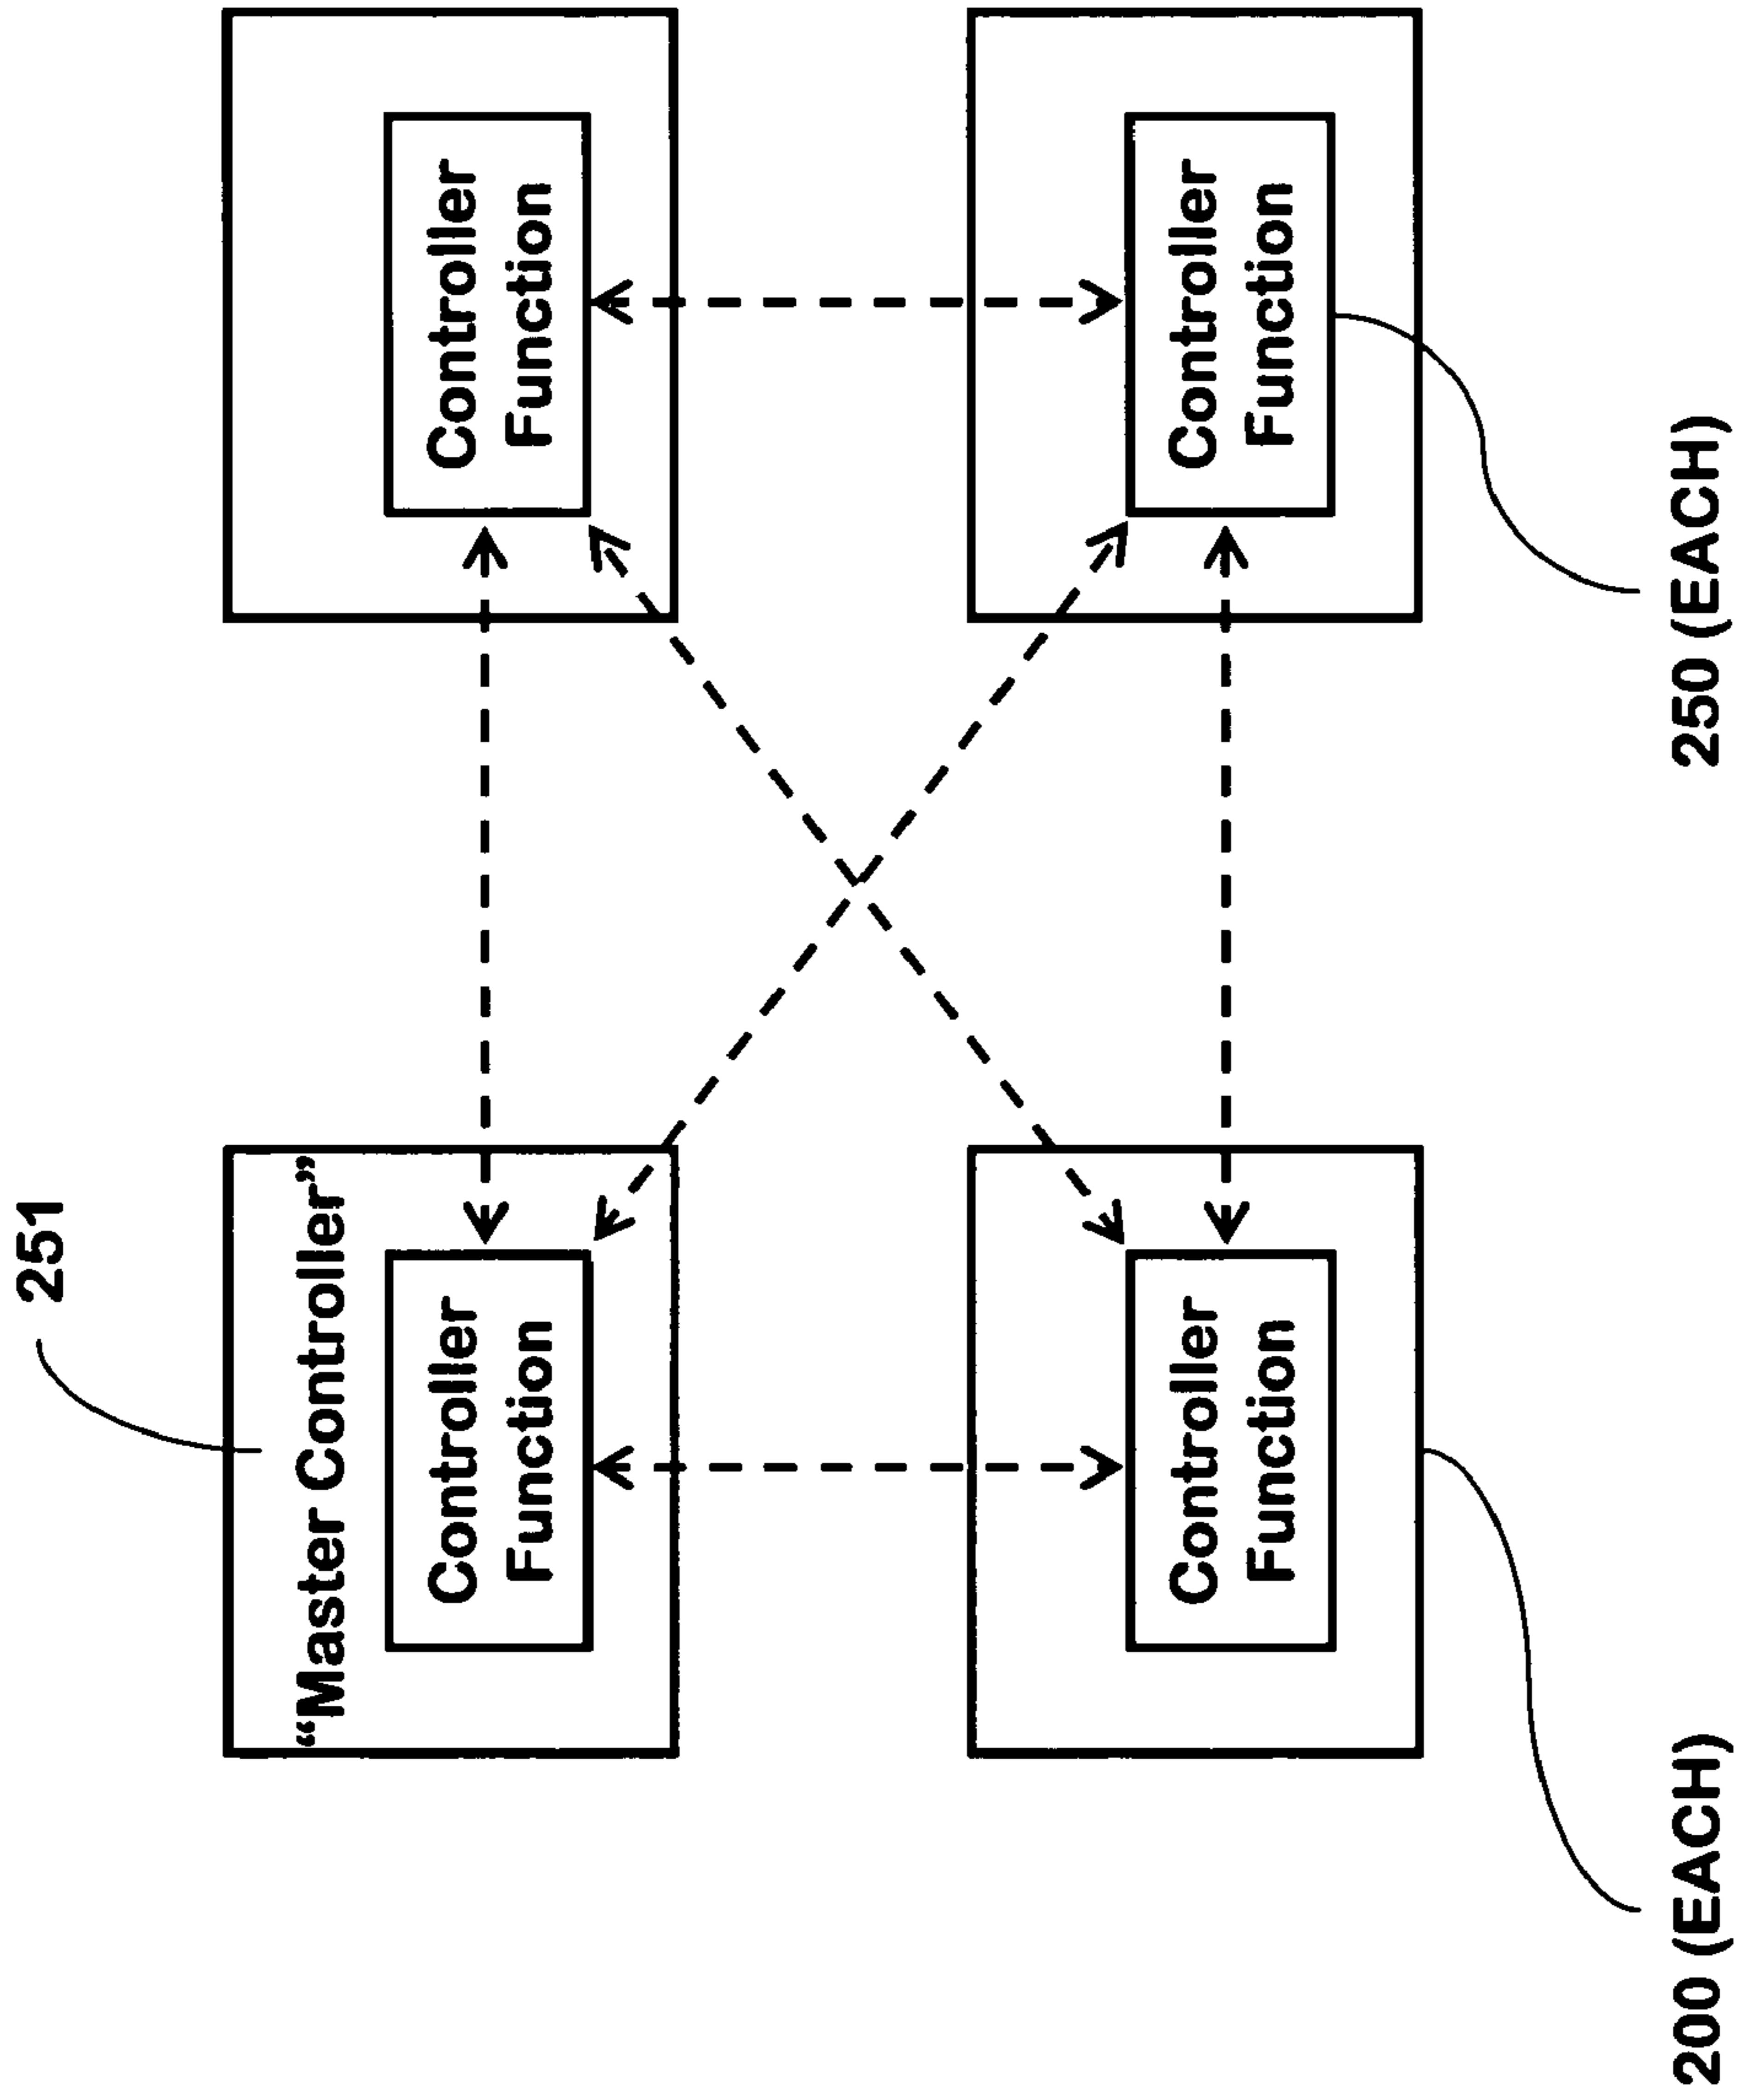 251
“Master Controller”
Controller
Function
Controller
Function
Controller
Function
Controller
Function
200 (EACH)
250 (EACH)